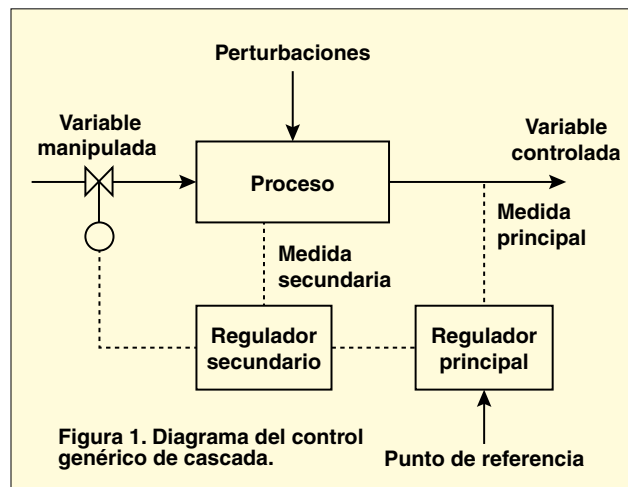 Perturbaciones
Variable
manipulada
Variable
controlada
Proceso
Medida
principal
Medida
secundaria
Regulador
secundario
Regulador
principal
Figura 1. Diagrama del control
genérico de cascada.
Punto de referencia